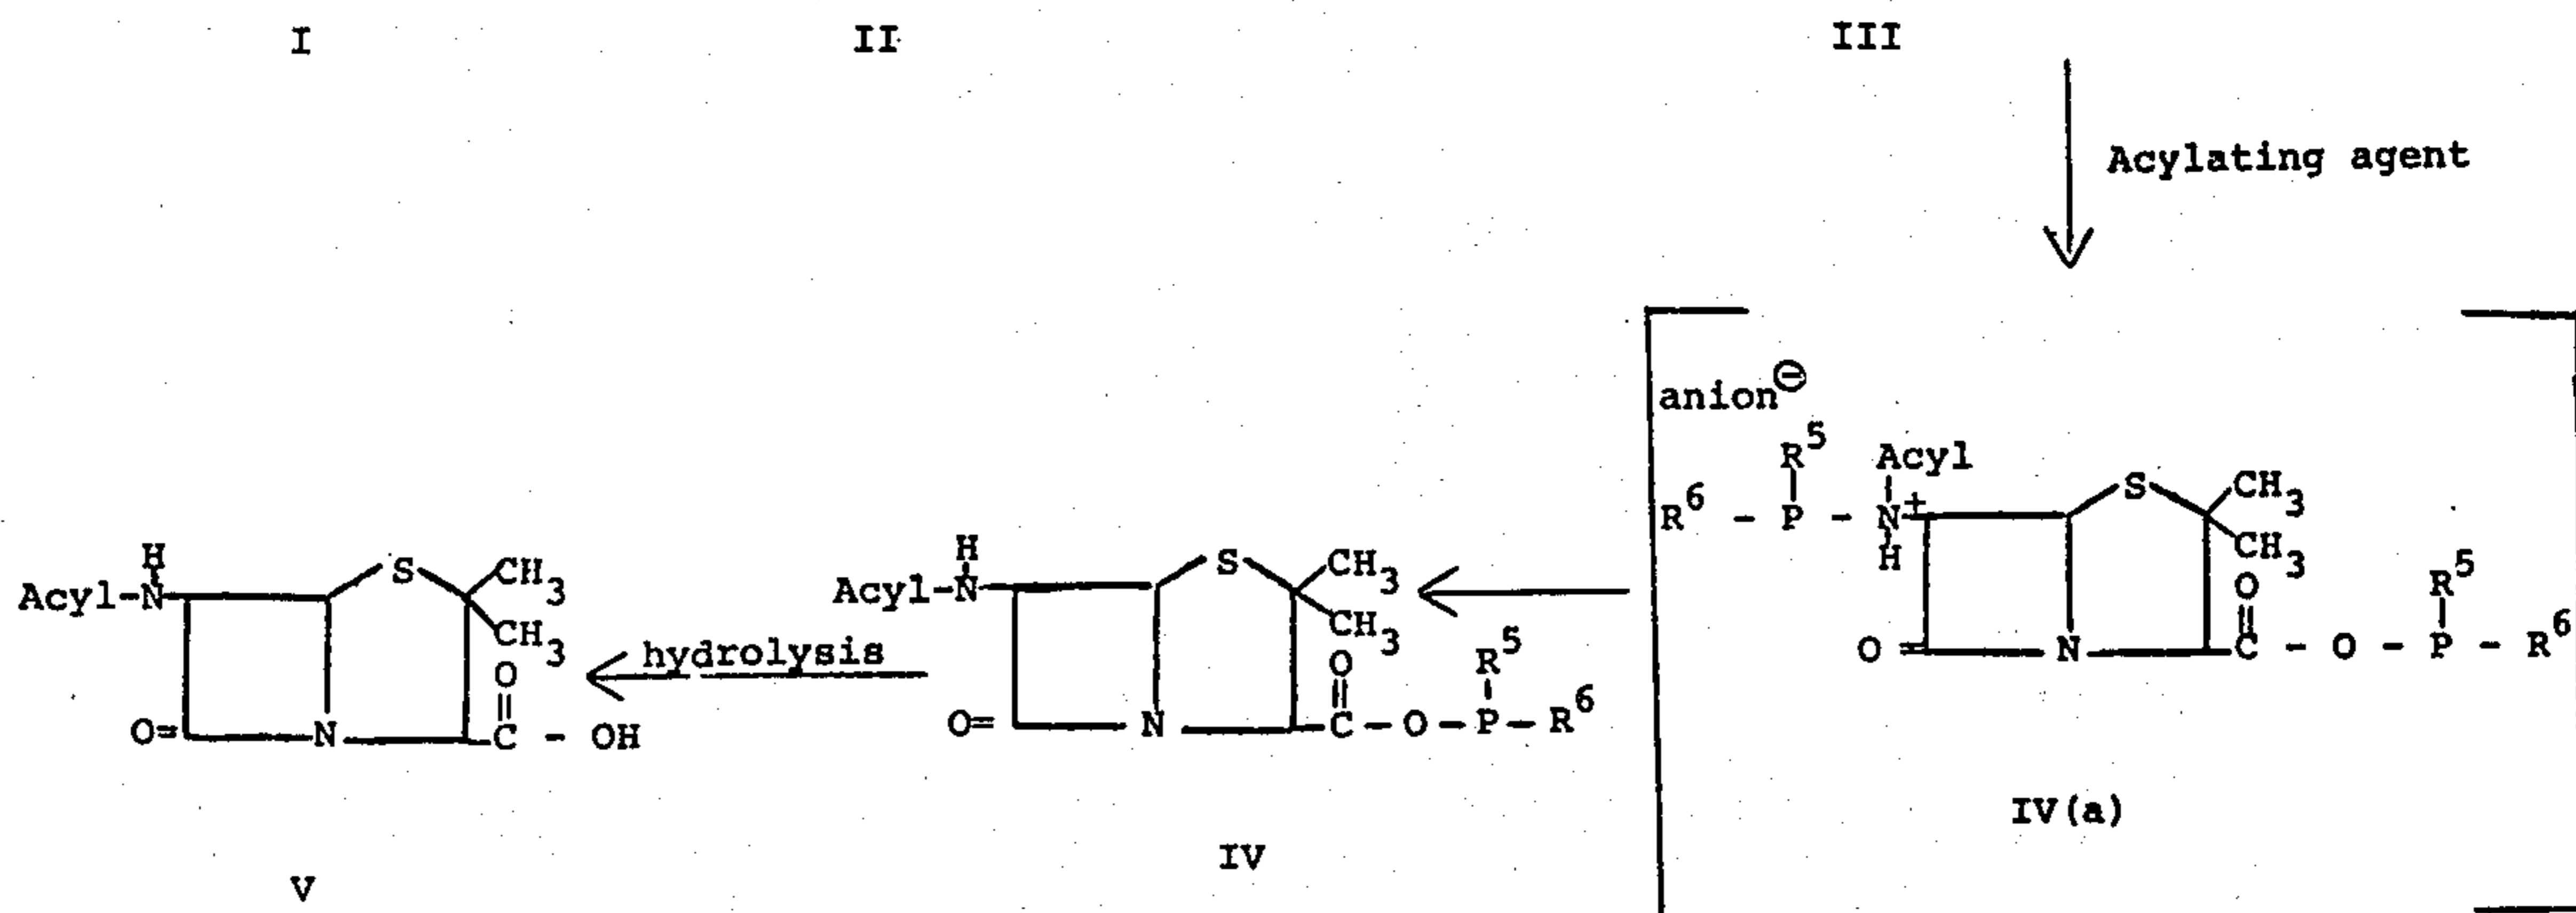 I II III
Acylating agent
anion⊖
R⁵ Acyl
R⁶ - P - N⁺ S CH₃
H CH₃
O R⁵
O = N C - O - P - R⁶
IV(a)
H
Acyl-N S CH₃
CH₃
O R⁵
O= N C - O - P - R⁶
IV
hydrolysis
H
Acyl-N S CH₃
CH₃
O
O= N C - OH
V